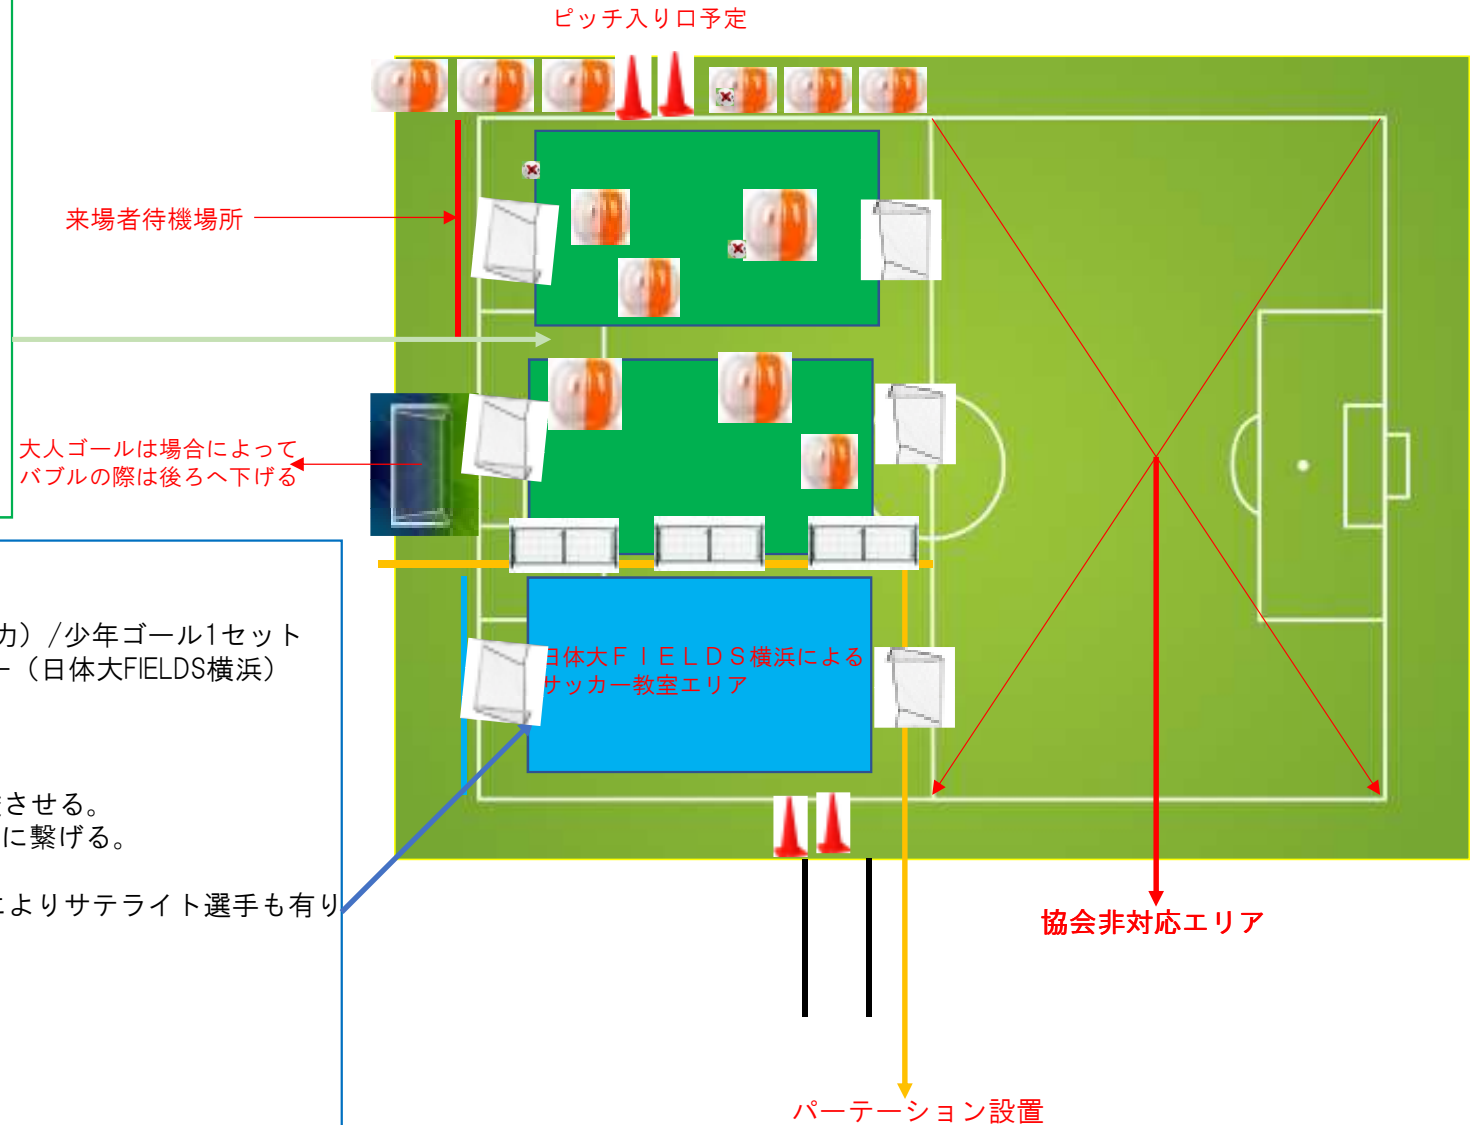 ピッチ入り口予定
来場者待機場所
大人ゴールは場合によって
バブルの際は後ろへ下げる
力）/少年ゴール1セット
ー（日体大FIELDS横浜）
日体大ＦＩＥＬＤＳ横浜による
サッカー教室エリア
させる。
に繋げる。
によりサテライト選手も有り
協会非対応エリア
パーテーション設置